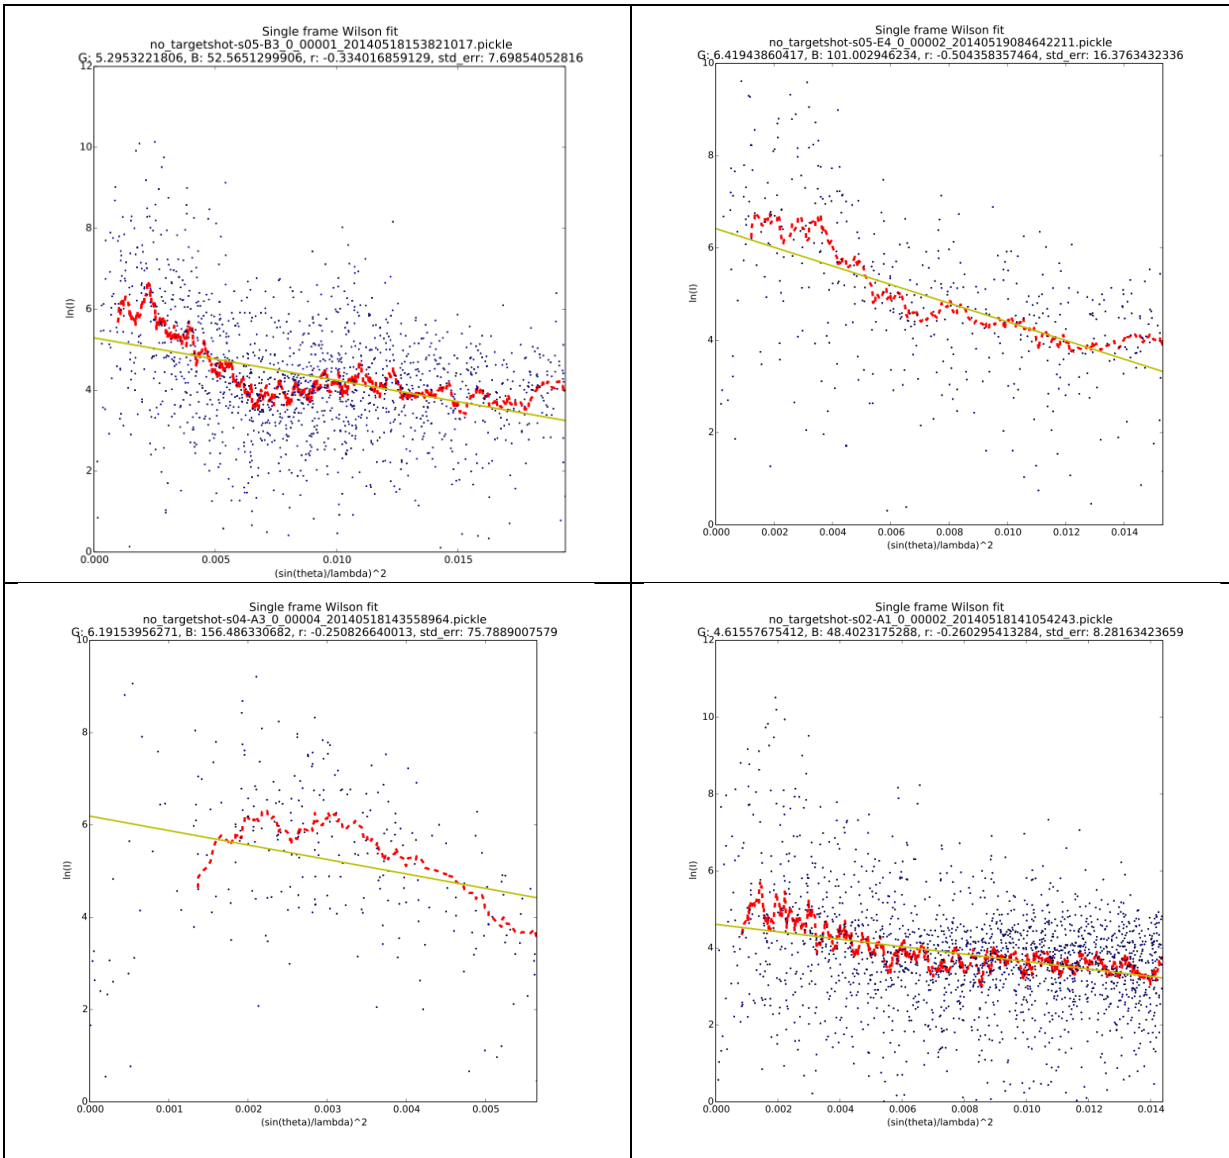 Single frame Wilson fit
no_targetshot-s05-B3_0_00001_20140518153821017.pickle
G: 5.2953221806, B: 52.5651299906, r: -0.334016859129, std_err: 7.69854052816
12
10
8
6
4
2
0
ln(I)
0.000 0.005 0.010 0.015
(sin(theta)/lambda)^2
Single frame Wilson fit
no_targetshot-s05-E4_0_00002_20140519084642211.pickle
G: 6.41943860417, B: 101.002946234, r: -0.504358357464, std_err: 16.3763432336
10
8
6
4
2
0
ln(I)
0.000 0.002 0.004 0.006 0.008 0.010 0.012 0.014
(sin(theta)/lambda)^2
Single frame Wilson fit
no_targetshot-s04-A3_0_00004_20140518143558964.pickle
G: 6.19153956271, B: 156.486330682, r: -0.250826640013, std_err: 75.7889007579
10
8
6
4
2
0
ln(I)
0.000 0.001 0.002 0.003 0.004 0.005
(sin(theta)/lambda)^2
Single frame Wilson fit
no_targetshot-s02-A1_0_00002_20140518141054243.pickle
G: 4.61557675412, B: 48.4023175288, r: -0.260295413284, std_err: 8.28163423659
12
10
8
6
4
2
0
ln(I)
0.000 0.002 0.004 0.006 0.008 0.010 0.012 0.014
(sin(theta)/lambda)^2